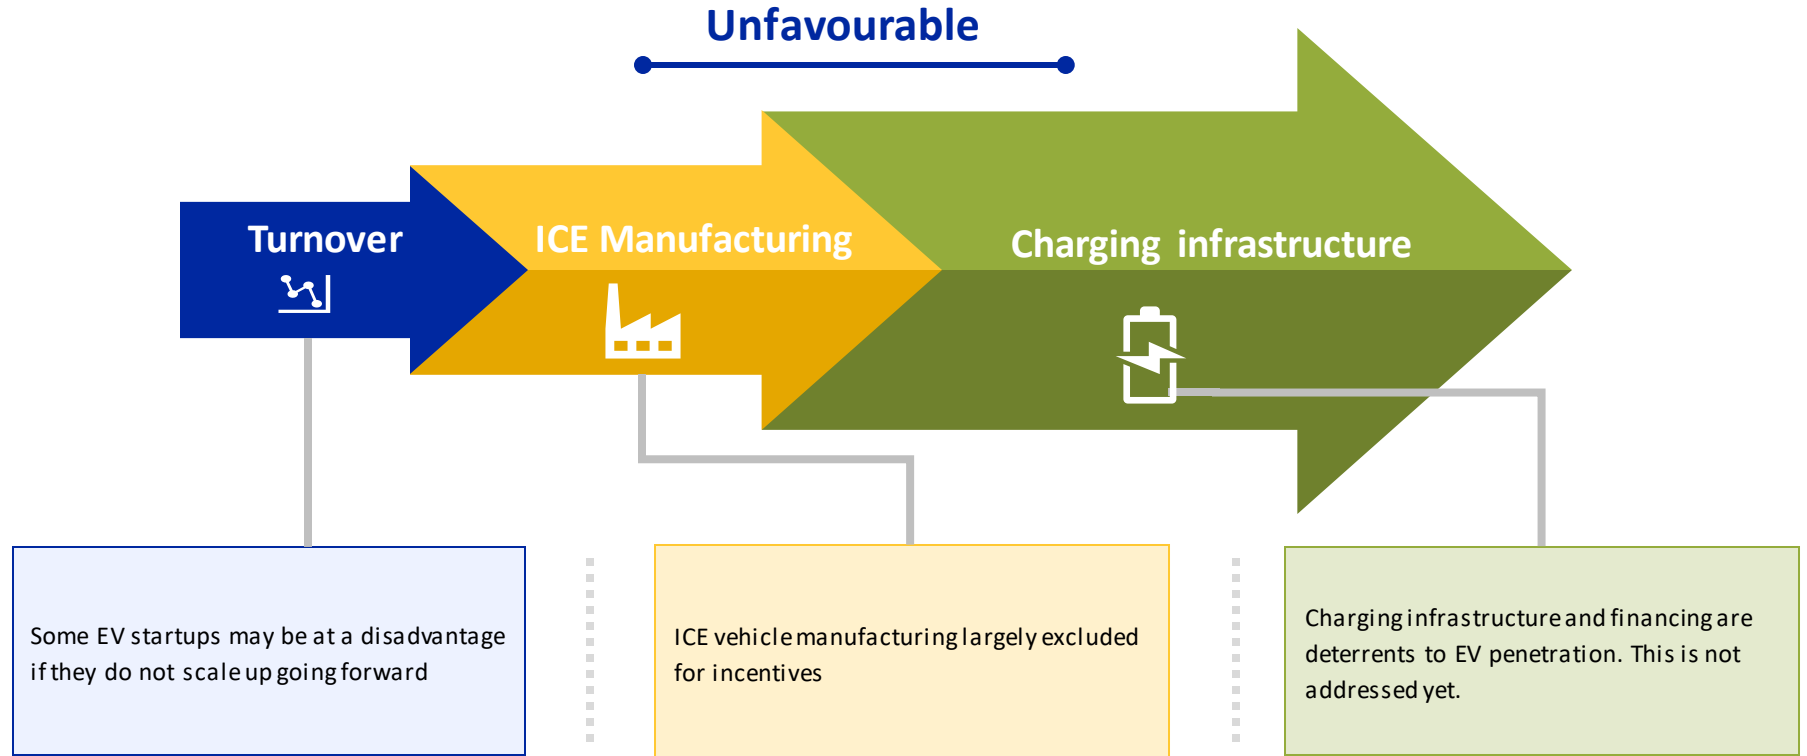 Unfavourable
Turnover
ICE Manufacturing
Charging infrastructure
Some EV startups may be at a disadvantage
if they do not scale up going forward
ICE vehicle manufacturing largely excluded
for incentives
Charging infrastructure and financing are
deterrents to EV penetration. This is not
addressed yet.